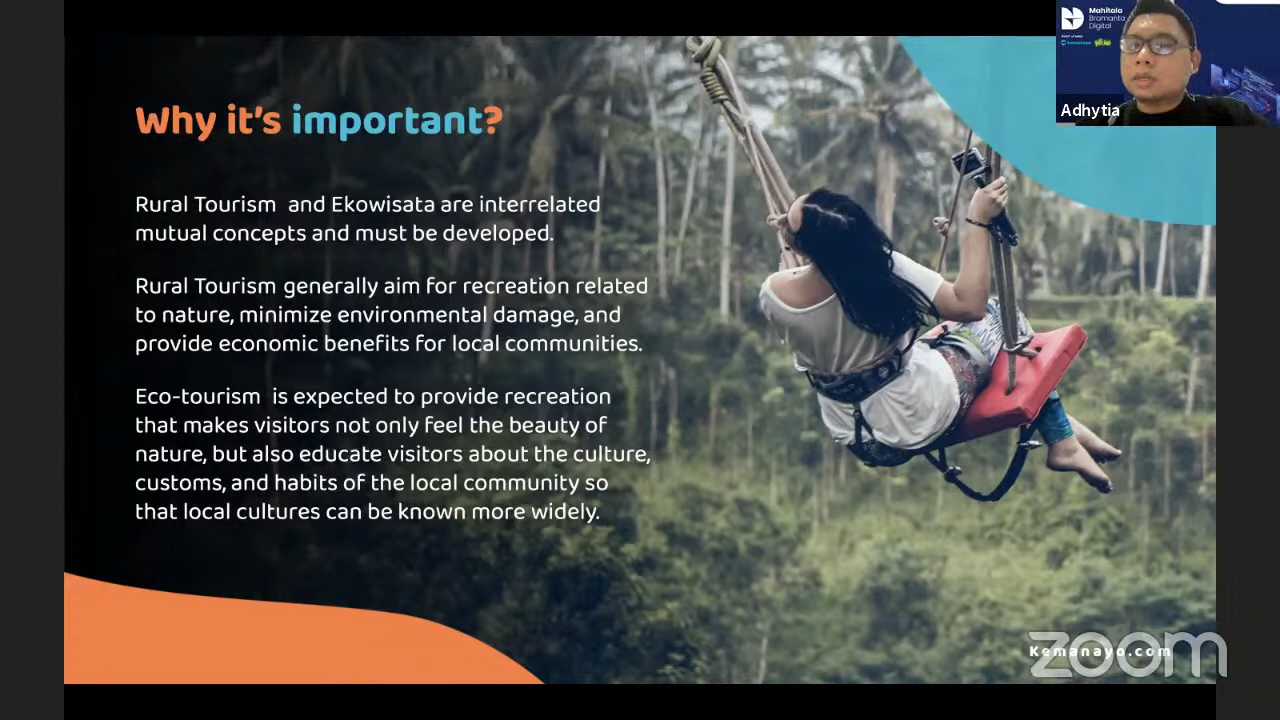 Mahitala
Bromanta
Digital
Adhytia
Why it's important?
Rural Tourism and Ekowisata are interrelated
mutual concepts and must be developed.
Rural Tourism generally aim for recreation related
to nature, minimize environmental damage, and
provide economic benefits for local communities.
Eco-tourism is expected to provide recreation
that makes visitors not only feel the beauty of
nature, but also educate visitors about the culture,
customs, and habits of the local community so
that local cultures can be known more widely.
Kemanayo.com
zoom